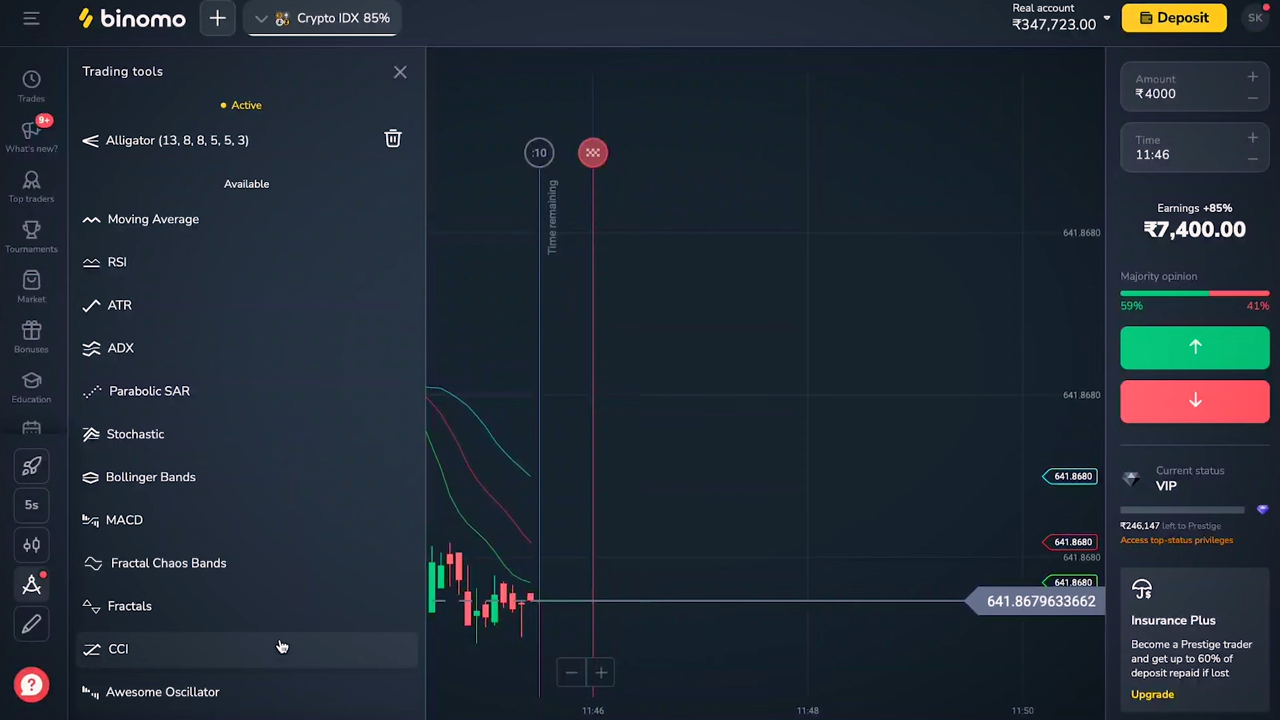 binomo
+
Crypto IDX 85%
Real account
₹347,723.00
Deposit
SK
Trading tools
Active
Alligator (13, 8, 8, 5, 5, 3)
Available
Moving Average
RSI
ATR
ADX
Parabolic SAR
Stochastic
Bollinger Bands
MACD
Fractal Chaos Bands
Fractals
CCI
Awesome Oscillator
Trades
9+
What's new?
Top traders
Tournaments
Market
Bonuses
Education
5s
?
:10
Time remaining
641.8680
641.8680
641.8680
641.8680
641.8680
641.8680
641.8679633662
11:46
11:48
11:50
Amount
₹4000
Time
11:46
Earnings +85%
₹7,400.00
Majority opinion
59%
41%
Current status
VIP
₹246,147 left to Prestige
Access top-status privileges
Insurance Plus
Become a Prestige trader
and get up to 60% of
deposit repaid if lost
Upgrade